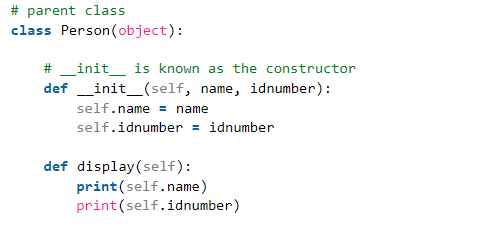 # parent class
class Person(object):
# __init__ is known as the constructor
def __init__(self, name, idnumber):
self.name = name
self.idnumber = idnumber
def display(self):
print(self.name)
print(self.idnumber)